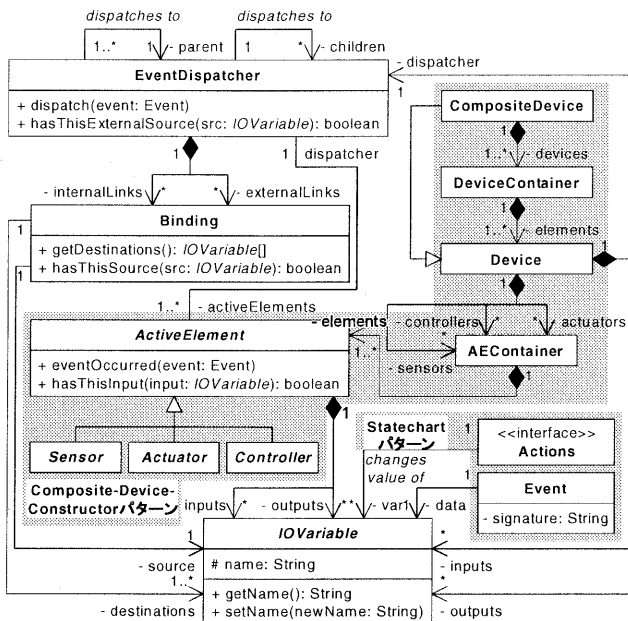 dispatches to
dispatches to
1..*
1
- parent
1
*
- children
EventDispatcher
+ dispatch(event: Event)
+ hasThisExternalSource(src: IOVariable): boolean
- dispatcher
1
1
1
dispatcher
- internalLinks
*
*
- externalLinks
CompositeDevice
1
1..*
- devices
DeviceContainer
1
1..*
- elements
Device
1
1
Binding
+ getDestinations(): IOVariable[]
+ hasThisSource(src: IOVariable): boolean
1
1
1..*
- activeElements
ActiveElement
+ eventOccurred(event: Event)
+ hasThisInput(input: IOVariable): boolean
- elements
1..*
- controllers
*
*
actuators
*
- sensors
AEContainer
1
1
Sensor
Actuator
Controller
Composite-Device-
Constructorパターン
Statechart
パターン
1
<<interface>>
Actions
changes
value of
1
Event
- signature: String
inputs
*
- outputs
*
*
- var1
- data
IOVariable
# name: String
+ getName(): String
+ setName(newName: String)
1
- source
1..*
- destinations
*
- inputs
*
- outputs